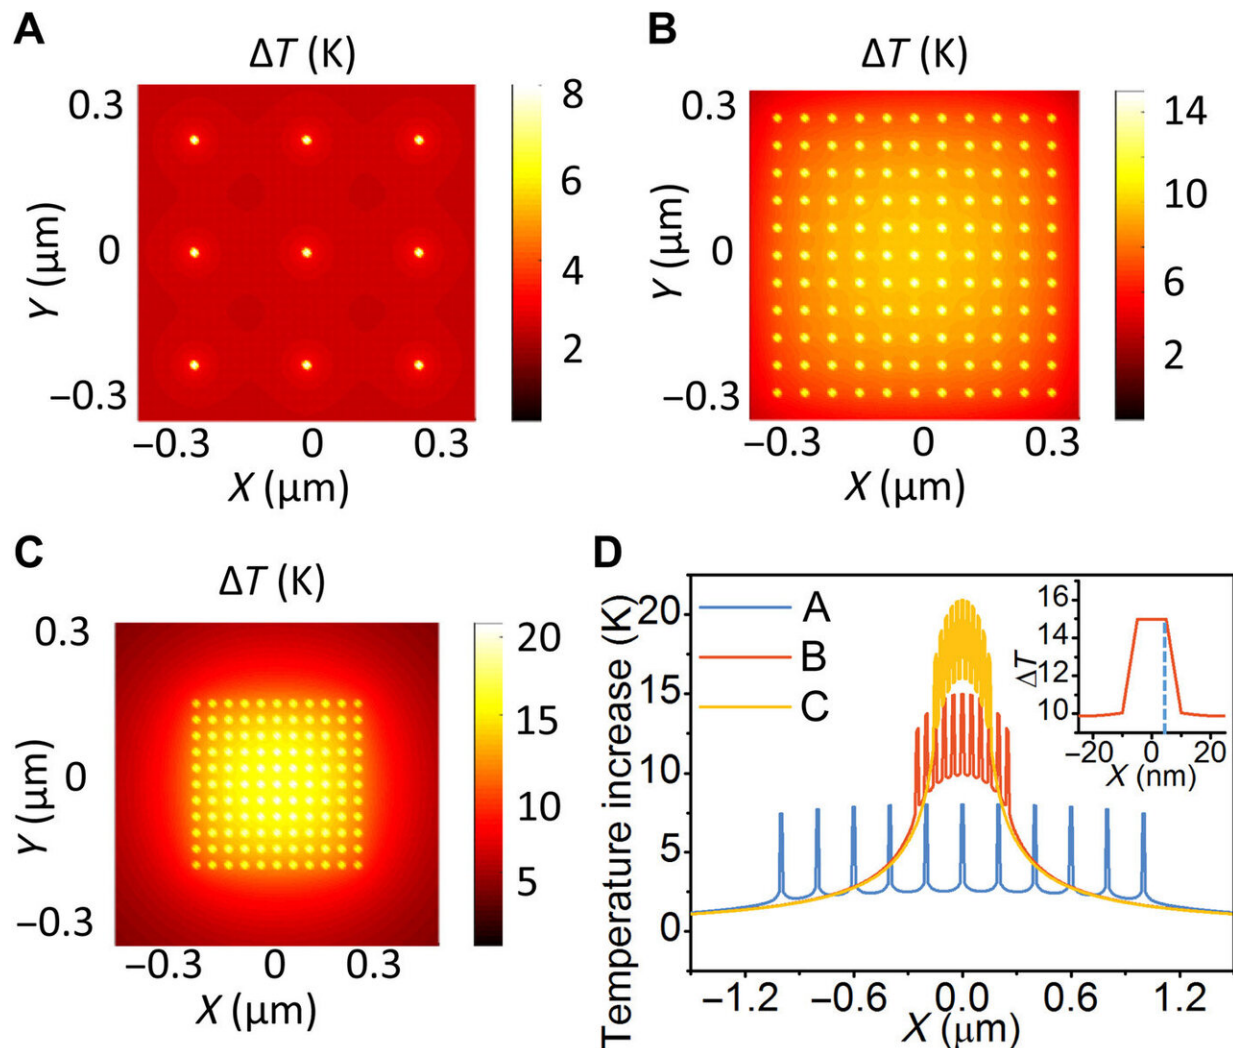 A
ΔT (K)
0.3
0
−0.3
Y (μm)
−0.3 0 0.3
X (μm)
8
6
4
2
B
ΔT (K)
0.3
0
−0.3
Y (μm)
−0.3 0 0.3
X (μm)
14
10
6
2
C
ΔT (K)
0.3
0
−0.3
Y (μm)
−0.3 0 0.3
X (μm)
20
15
10
5
D
Temperature increase (K)
20
15
10
5
0
A
B
C
−1.2 −0.6 0.0 0.6 1.2
X (μm)
ΔT
16
14
12
10
−20 0 20
X (nm)